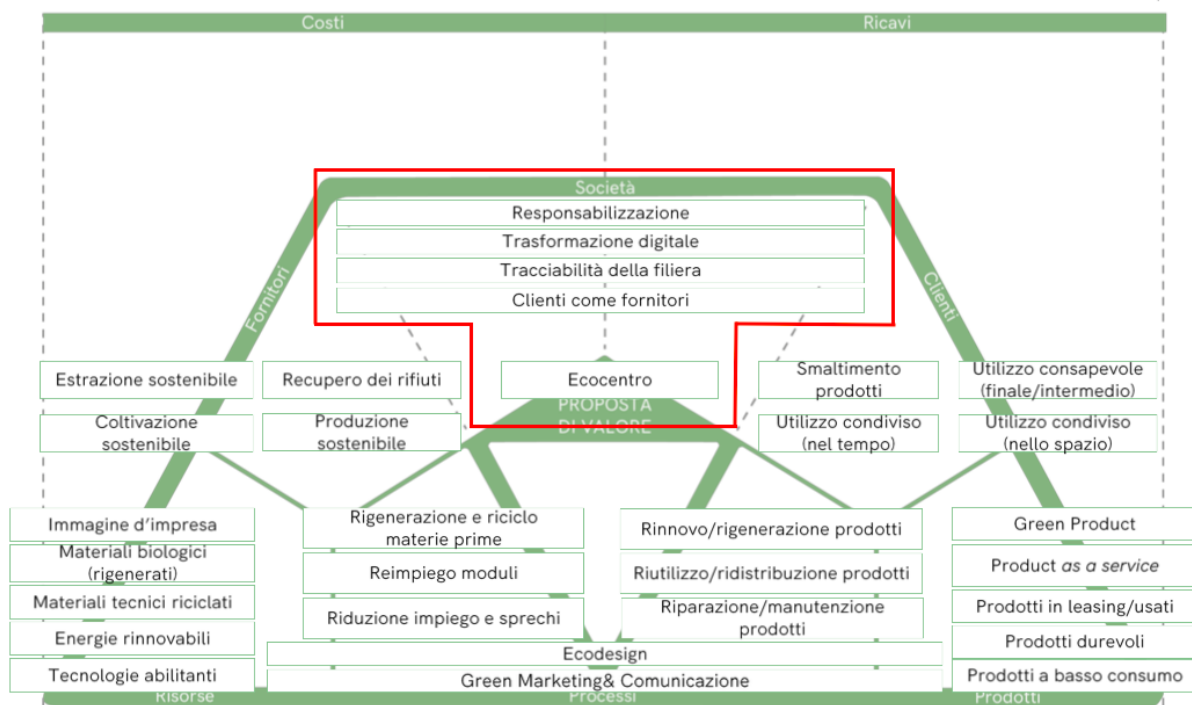 Costi
Ricavi
Società
Responsabilizzazione
Trasformazione digitale
Tracciabilità della filiera
Clienti come fornitori
Fornitori
Clienti
Estrazione sostenibile
Recupero dei rifiuti
Ecocentro
Smaltimento
prodotti
Utilizzo consapevole
(finale/intermedio)
PROPOSTA
DI VALORE
Coltivazione
sostenibile
Produzione
sostenibile
Utilizzo condiviso
(nel tempo)
Utilizzo condiviso
(nello spazio)
Immagine d'impresa
Materiali biologici
(rigenerati)
Materiali tecnici riciclati
Energie rinnovabili
Tecnologie abilitanti
Rigenerazione e riciclo
materie prime
Reimpiego moduli
Riduzione impiego e sprechi
Rinnovo/rigenerazione prodotti
Riutilizzo/ridistribuzione prodotti
Riparazione/manutenzione
prodotti
Green Product
Product as a service
Prodotti in leasing/usati
Prodotti durevoli
Prodotti a basso consumo
Ecodesign
Green Marketing& Comunicazione
Risorse
Processi
Prodotti